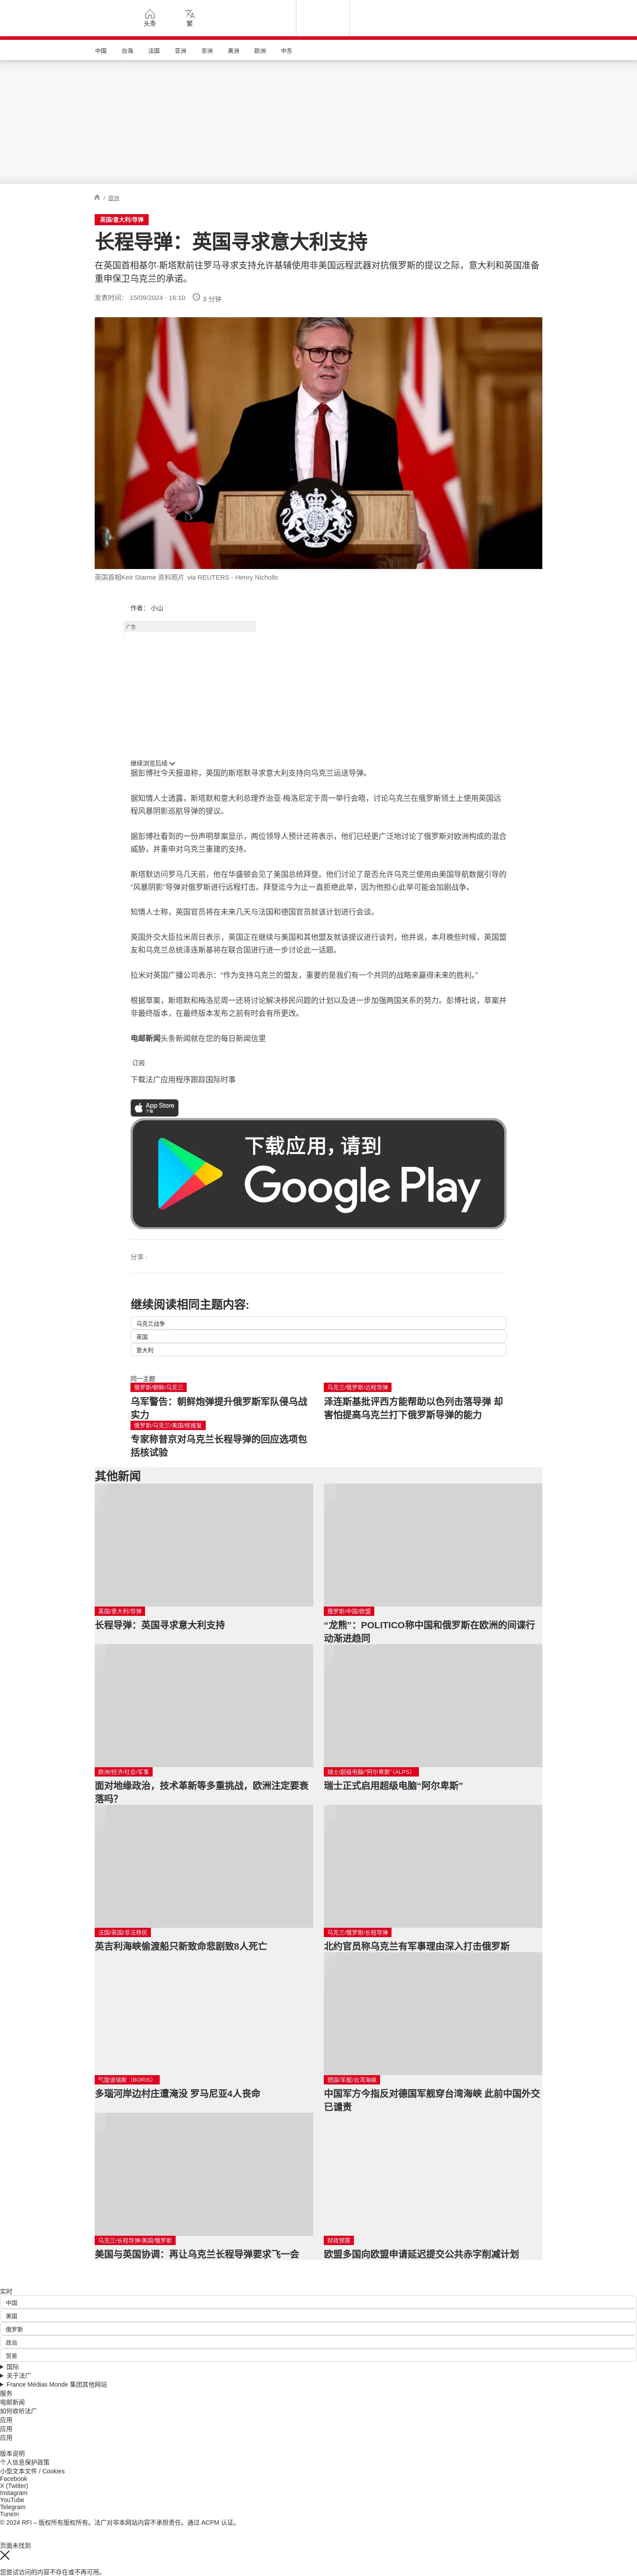 头条
繁
中国 台海 法国 亚洲 非洲 美洲 欧洲 中东
/ 欧洲
英国/意大利/导弹
长程导弹：英国寻求意大利支持
在英国首相基尔·斯塔默前往罗马寻求支持允许基辅使用非美国远程武器对抗俄罗斯的提议之际，意大利和英国准备
重申保卫乌克兰的承诺。
发表时间： 15/09/2024 - 16:10 3 分钟
英国首相Keir Starme 资料照片 via REUTERS - Henry Nicholls
作者： 小山
广告
继续浏览后续
据彭博社今天报道称，英国的斯塔默寻求意大利支持向乌克兰运送导弹。
据知情人士透露，斯塔默和意大利总理乔治亚·梅洛尼定于周一举行会晤，讨论乌克兰在俄罗斯领土上使用英国远
程风暴阴影巡航导弹的提议。
据彭博社看到的一份声明草案显示，两位领导人预计还将表示，他们已经更广泛地讨论了俄罗斯对欧洲构成的混合
威胁，并重申对乌克兰重建的支持。
斯塔默访问罗马几天前，他在华盛顿会见了美国总统拜登。他们讨论了是否允许乌克兰使用由美国导航数据引导的
“风暴阴影”导弹对俄罗斯进行远程打击。拜登迄今为止一直拒绝此举，因为他担心此举可能会加剧战争。
知情人士称，英国官员将在未来几天与法国和德国官员就该计划进行会谈。
英国外交大臣拉米周日表示，英国正在继续与美国和其他盟友就该提议进行谈判，他并说，本月晚些时候，英国盟
友和乌克兰总统泽连斯基将在联合国进行进一步讨论此一话题。
拉米对英国广播公司表示：“作为支持乌克兰的盟友，重要的是我们有一个共同的战略来赢得未来的胜利。”
根据草案，斯塔默和梅洛尼周一还将讨论解决移民问题的计划以及进一步加强两国关系的努力。彭博社说，草案并
非最终版本，在最终版本发布之前有时会有所更改。
电邮新闻头条新闻就在您的每日新闻信里
订阅
下载法广应用程序跟踪国际时事
App Store
下载
下载应用，请到
Google Play
分享 :
继续阅读相同主题内容:
乌克兰战争
英国
意大利
同一主题
俄罗斯/朝鲜/乌克兰
乌军警告：朝鲜炮弹提升俄罗斯军队侵乌战
实力
乌克兰/俄罗斯/远程导弹
泽连斯基批评西方能帮助以色列击落导弹 却
害怕提高乌克兰打下俄罗斯导弹的能力
俄罗斯/乌克兰/美国/核报复
专家称普京对乌克兰长程导弹的回应选项包
括核试验
其他新闻
英国/意大利/导弹
长程导弹：英国寻求意大利支持
俄罗斯/中国/欧盟
“龙熊”：POLITICO称中国和俄罗斯在欧洲的间谍行
动渐进趋同
欧洲/经济/社会/军事
面对地缘政治，技术革新等多重挑战，欧洲注定要衰
落吗？
瑞士/超级电脑/“阿尔卑斯”（ALPS）
瑞士正式启用超级电脑“阿尔卑斯”
法国/英国/非法移民
英吉利海峡偷渡船只新致命悲剧致8人死亡
乌克兰/俄罗斯/长程导弹
北约官员称乌克兰有军事理由深入打击俄罗斯
气旋波瑞斯（BORIS）
多瑙河岸边村庄遭淹没 罗马尼亚4人丧命
德国/军舰/台湾海峡
中国军方今指反对德国军舰穿台湾海峡 此前中国外交
已谴责
乌克兰/长程导弹/美国/俄罗斯
美国与英国协调：再让乌克兰长程导弹要求飞一会
财政预算
欧盟多国向欧盟申请延迟提交公共赤字削减计划
实时
中国
美国
俄罗斯
政治
贸易
国际
关于法广
France Médias Monde 集团其他网站
服务
电邮新闻
如何收听法广
应用
应用
应用
版本说明
个人信息保护政策
小型文本文件 / Cookies
Facebook
X (Twitter)
Instagram
YouTube
Telegram
TuneIn
© 2024 RFI – 版权所有版权所有。法广对非本网站内容不承担责任。通过 ACPM 认证。
页面未找到
您尝试访问的内容不存在或不再可用。